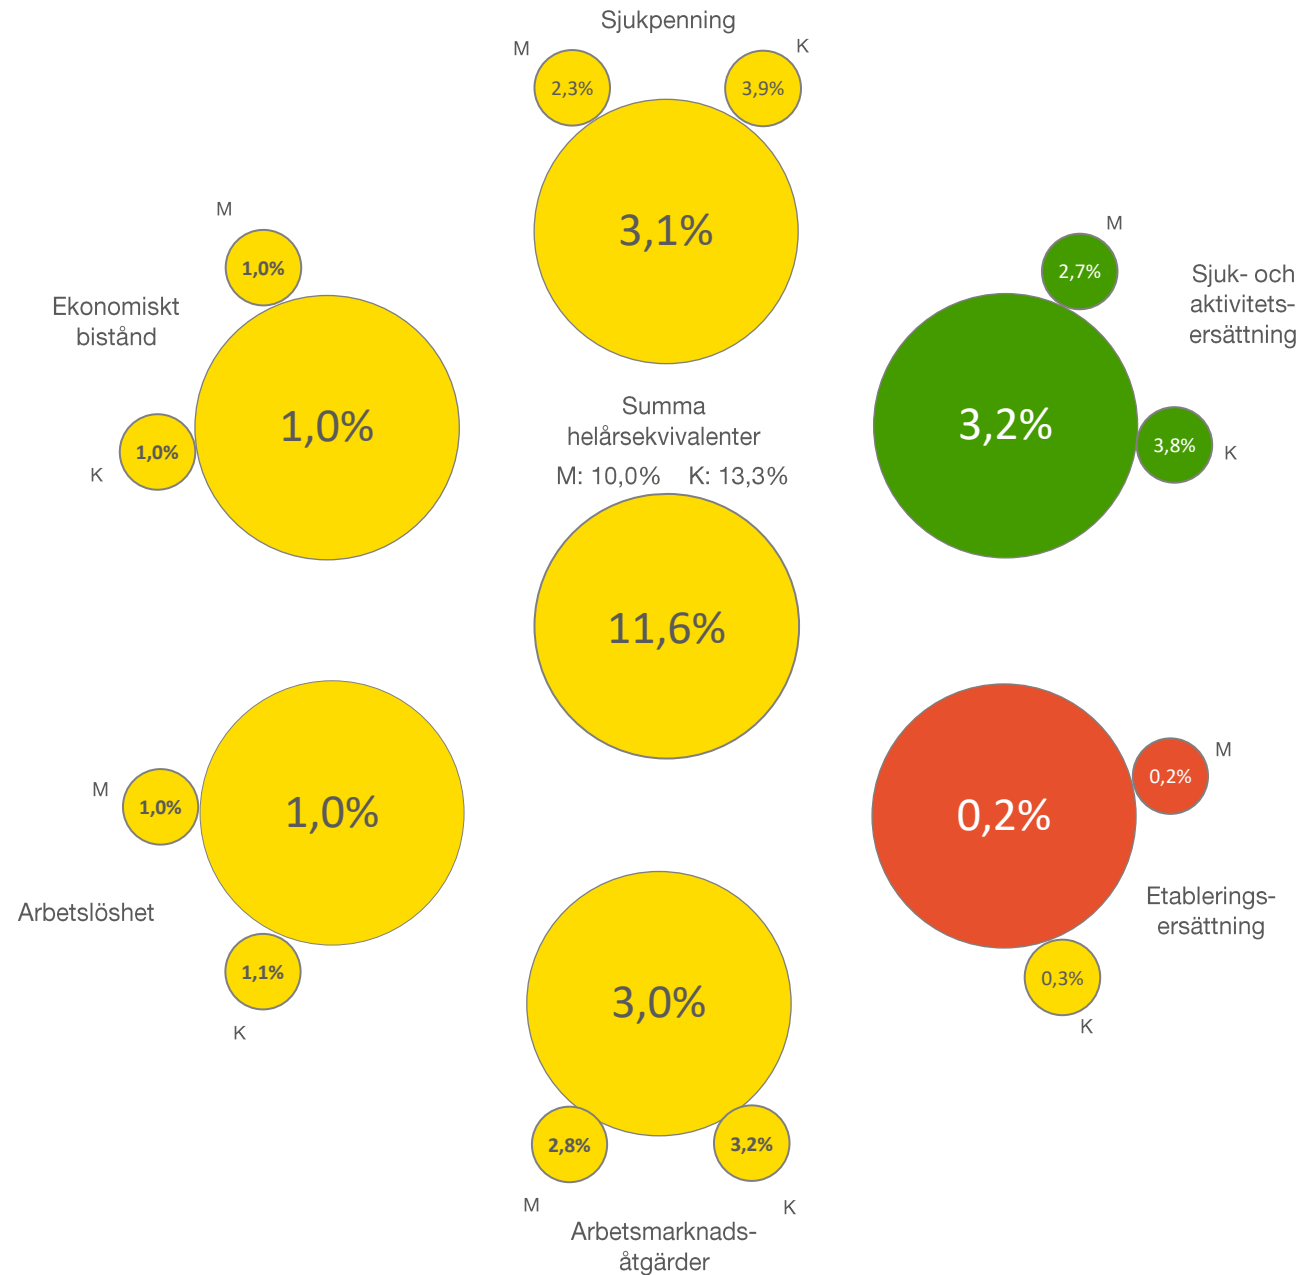 Sjukpenning
M
K
2,3%
3,9%
3,1%
M
1,0%
Ekonomiskt
bistånd
1,0%
1,0%
K
M
2,7%
Sjuk- och
aktivitets-
ersättning
3,2%
3,8%
K
Summa
helårsekvivalenter
M: 10,0% K: 13,3%
11,6%
M
1,0%
1,0%
Arbetslöshet
1,1%
K
M
0,2%
0,2%
Etablerings-
ersättning
0,3%
K
3,0%
2,8%
3,2%
M
K
Arbetsmarknads-
åtgärder